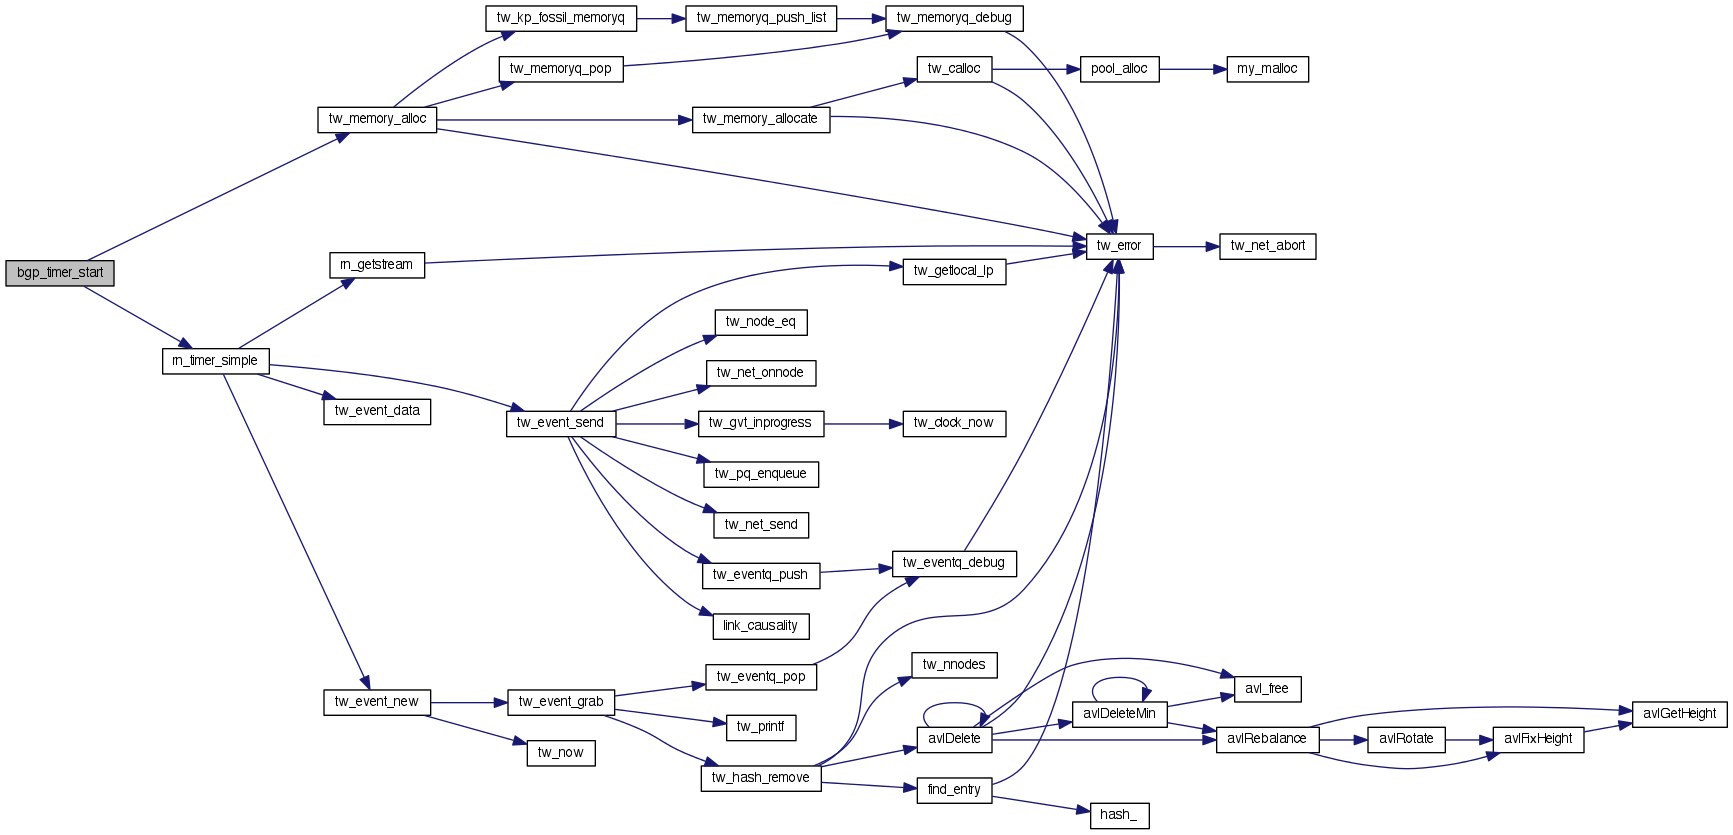 tw_kp_fossil_memoryq
tw_memoryq_push_list
tw_memoryq_debug
tw_memoryq_pop
tw_calloc
pool_alloc
my_malloc
tw_memory_alloc
tw_memory_allocate
bgp_timer_start
rn_getstream
tw_error
tw_net_abort
tw_getlocal_lp
tw_node_eq
rn_timer_simple
tw_net_onnode
tw_event_data
tw_event_send
tw_gvt_inprogress
tw_clock_now
tw_pq_enqueue
tw_net_send
tw_eventq_debug
tw_eventq_push
link_causality
tw_eventq_pop
tw_nnodes
avl_free
tw_event_new
tw_event_grab
tw_printf
avlDeleteMin
avlGetHeight
tw_now
avlDelete
avlRebalance
avlRotate
avlFixHeight
tw_hash_remove
find_entry
hash_